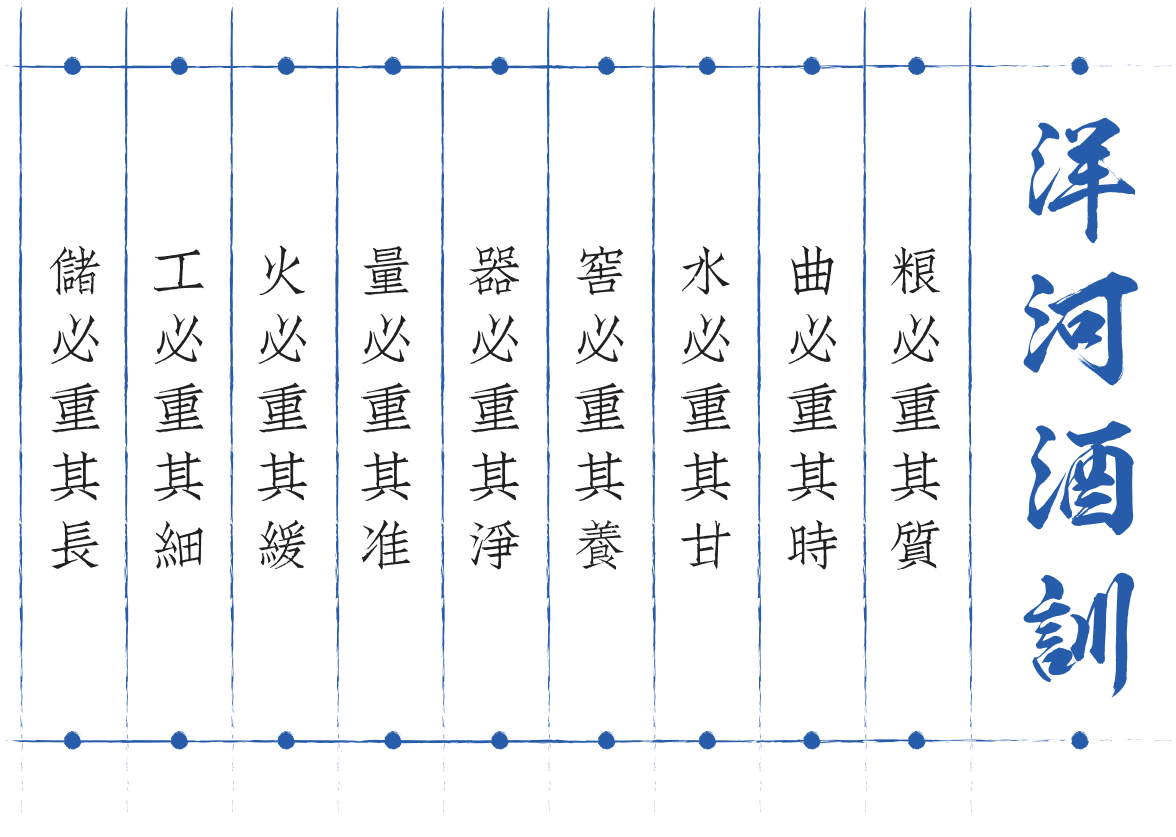 洋河酒訓
粮必重其質
曲必重其時
水必重其甘
窖必重其養
器必重其淨
量必重其准
火必重其緩
工必重其細
儲必重其長